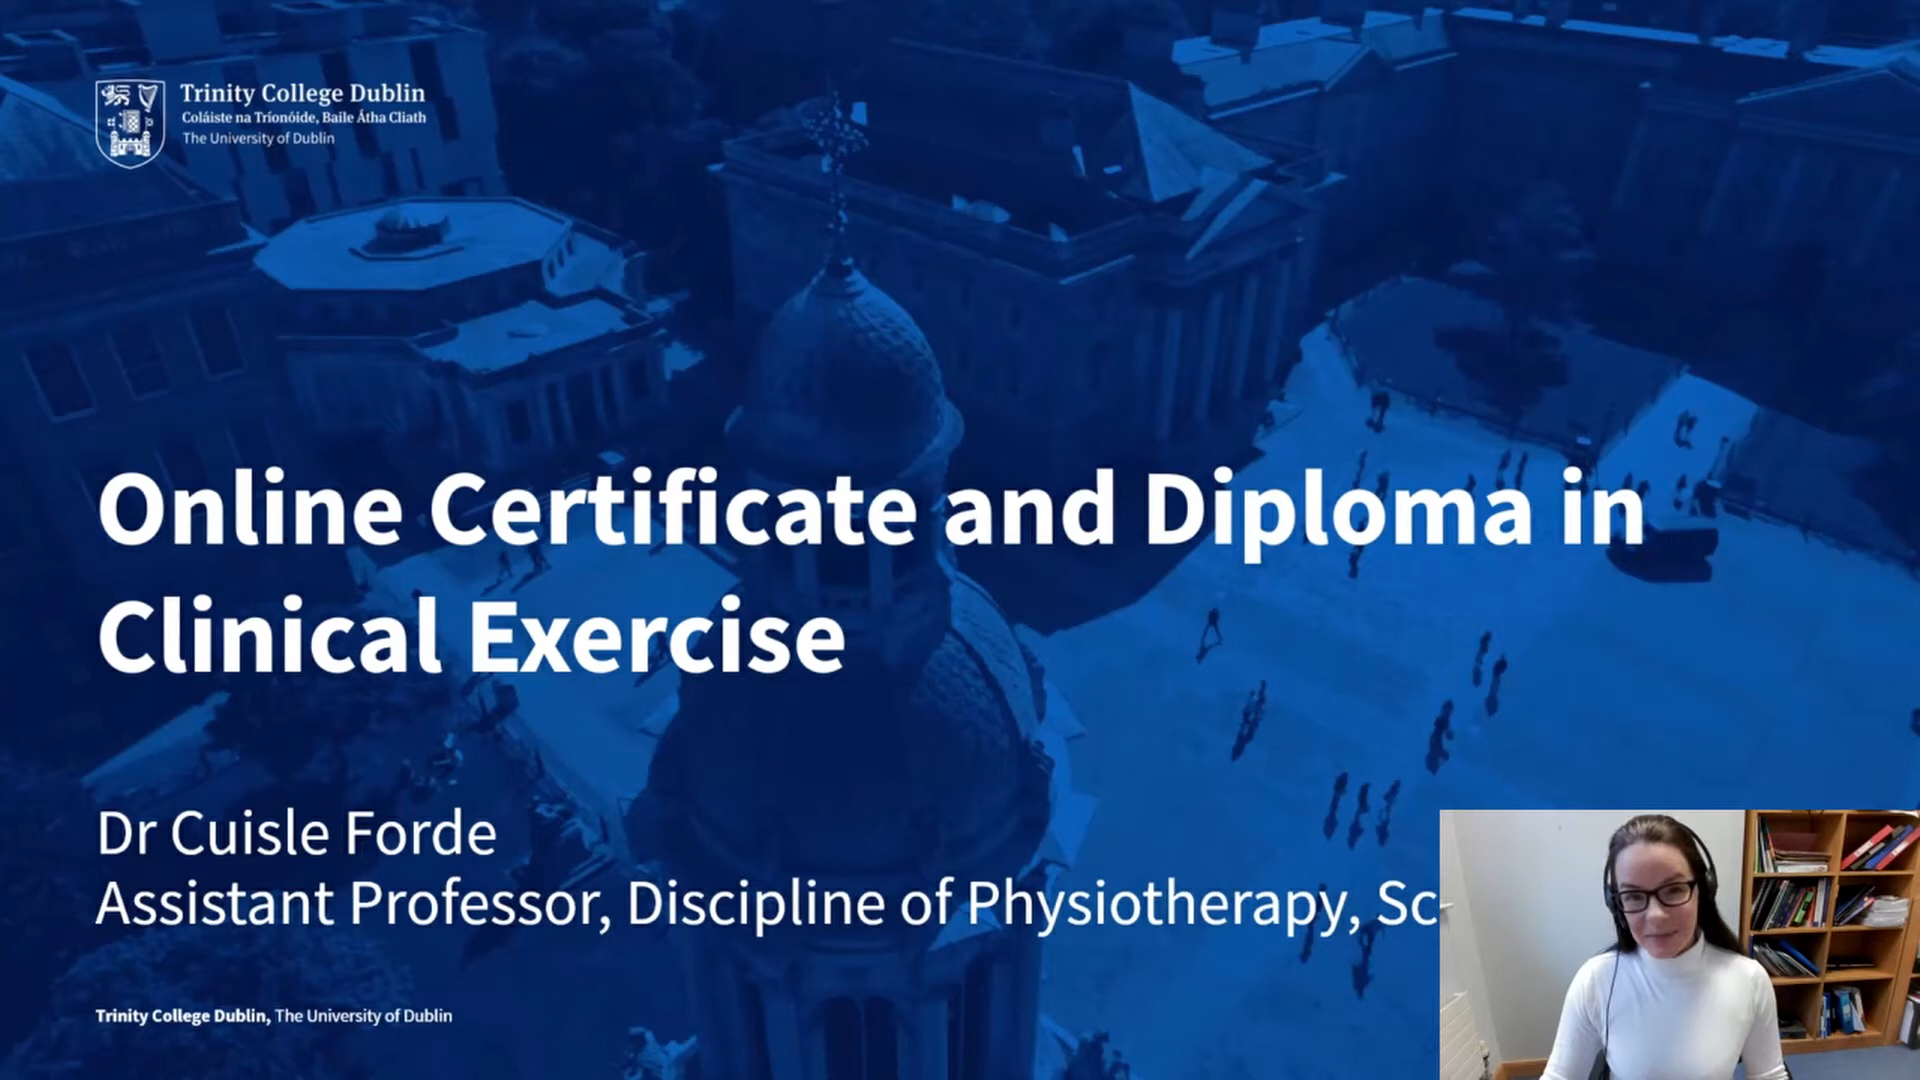 Trinity College Dublin
Coláiste na Tríonóide, Baile Átha Cliath
The University of Dublin
Online Certificate and Diploma in
Clinical Exercise
Dr Cuisle Forde
Assistant Professor, Discipline of Physiotherapy, Sc
Trinity College Dublin, The University of Dublin